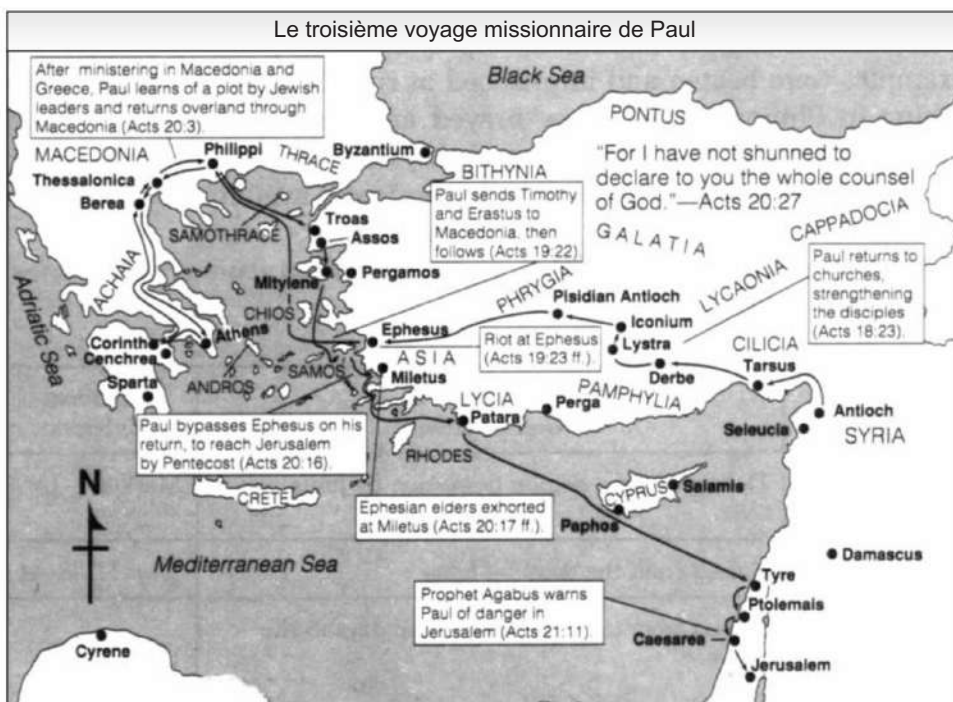 Le troisième voyage missionnaire de Paul
After ministering in Macedonia and
Greece, Paul learns of a plot by Jewish
leaders and returns overland through
Macedonia (Acts 20:3).
Black Sea
PONTUS
"For I have not shunned to
declare to you the whole counsel
of God."—Acts 20:27
MACEDONIA
Philippi
THRACE
Byzantium
BITHYNIA
Thessalonica
Berea
Paul sends Timothy
and Erastus to
Macedonia, then
follows (Acts 19:22).
CAPPADOCIA
GALATIA
Troas
SAMOTHRACE
Assos
Mitylene
Pergamos
Paul returns to
churches,
strengthening
the disciples
(Acts 18:23).
Adriatic Sea
ACHAIA
CHIOS
PHRYGIA
Pisidian Antioch
LYCAONIA
Iconium
Corinth
Cenchrea
Athens
Ephesus
ASIA
Riot at Ephesus
(Acts 19:23 ff.).
Lystra
Derbe
CILICIA
Tarsus
Sparta
ANDROS
SAMOS
Miletus
LYCIA
Patara
Perga
PAMPHYLIA
Antioch
Seleucia
SYRIA
Paul bypasses Ephesus on his
return, to reach Jerusalem
by Pentecost (Acts 20:16).
RHODES
N
CRETE
Ephesian elders exhorted
at Miletus (Acts 20:17 ff.).
CYPRUS
Salamis
Paphos
Mediterranean Sea
Damascus
Tyre
Prophet Agabus warns
Paul of danger in
Jerusalem (Acts 21:11).
Ptolemais
Caesarea
Cyrene
Jerusalem